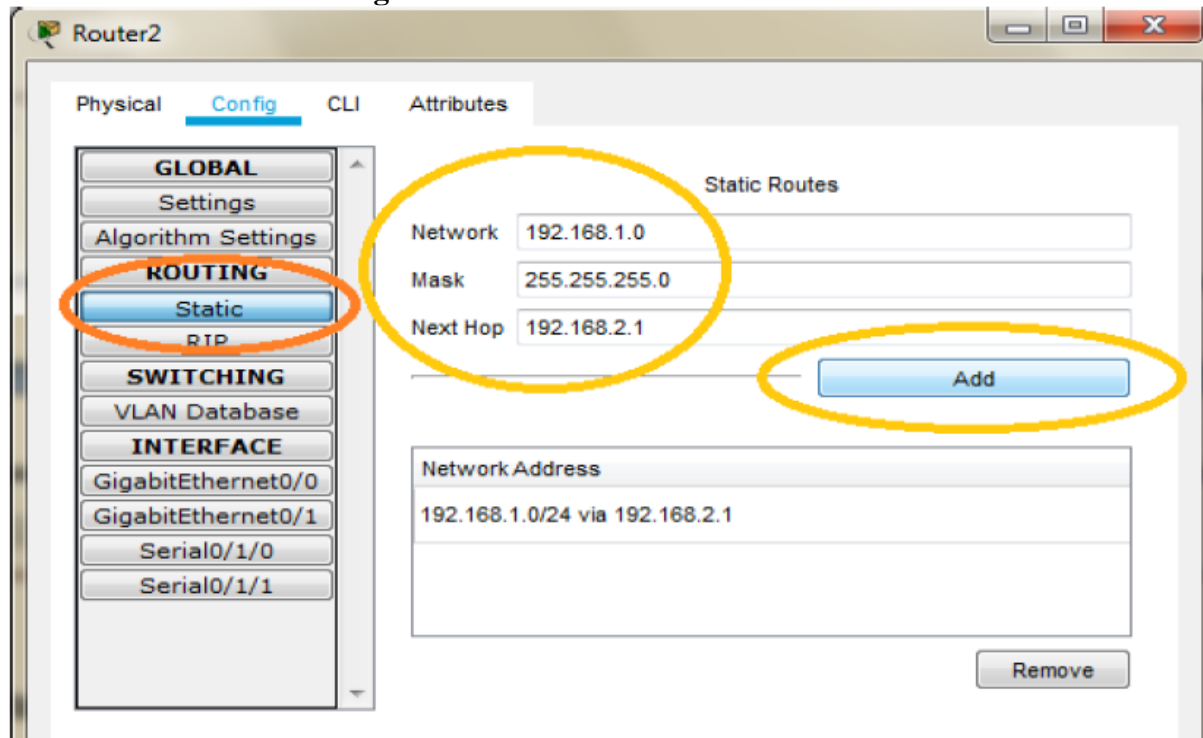 Router2
Physical Config CLI Attributes
GLOBAL
Settings
Algorithm Settings
ROUTING
Static
RIP
SWITCHING
VLAN Database
INTERFACE
GigabitEthernet0/0
GigabitEthernet0/1
Serial0/1/0
Serial0/1/1
Static Routes
Network 192.168.1.0
Mask 255.255.255.0
Next Hop 192.168.2.1
Add
Network Address
192.168.1.0/24 via 192.168.2.1
Remove